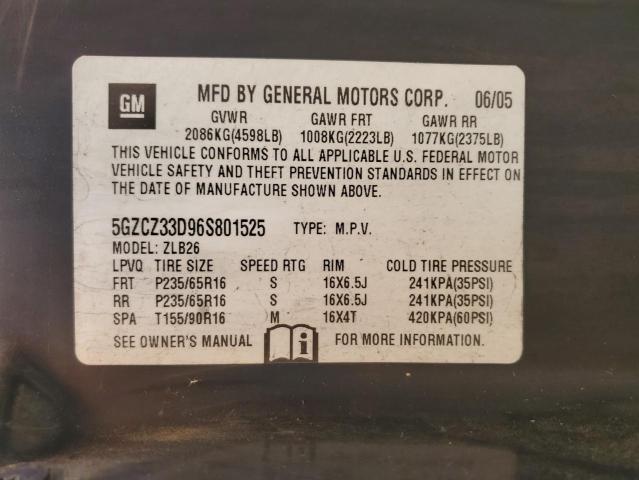 GM
MFD BY GENERAL MOTORS CORP. 06/05
GVWR GAWR FRT GAWR RR
2086KG(4598LB) 1008KG(2223LB) 1077KG(2375LB)
THIS VEHICLE CONFORMS TO ALL APPLICABLE U.S. FEDERAL MOTOR
VEHICLE SAFETY AND THEFT PREVENTION STANDARDS IN EFFECT ON
THE DATE OF MANUFACTURE SHOWN ABOVE.
5GZCZ33D96S801525 TYPE: M.P.V.
MODEL: ZLB26
LPVQ TIRE SIZE SPEED RTG RIM COLD TIRE PRESSURE
FRT P235/65R16 S 16X6.5J 241KPA(35PSI)
RR P235/65R16 S 16X6.5J 241KPA(35PSI)
SPA T155/90R16 M 16X4T 420KPA(60PSI)
SEE OWNER'S MANUAL FOR MORE INFORMATION.